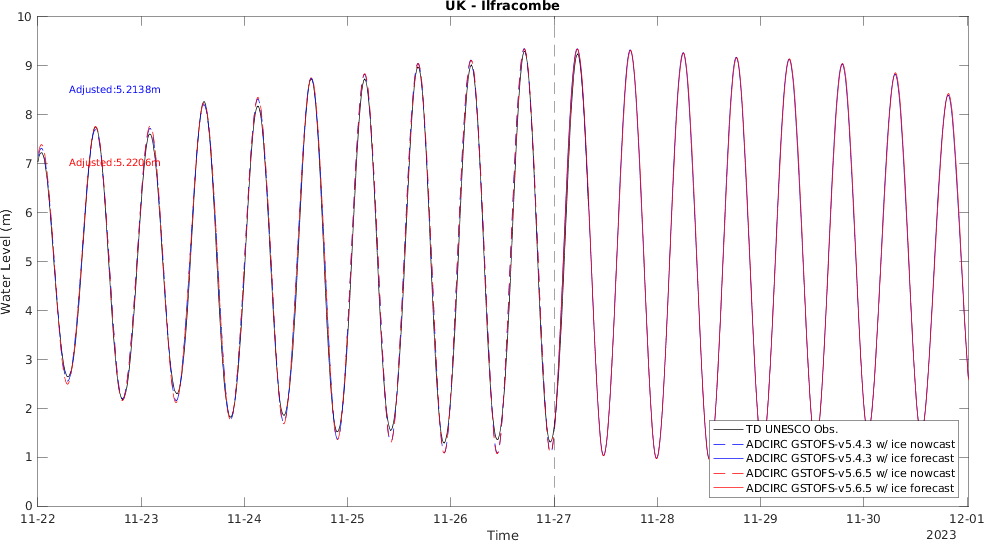 UK - Ilfracombe
10
9
8
7
6
5
4
3
2
1
0
Water Level (m)
Adjusted:5.2138m
Adjusted:5.2206m
TD UNESCO Obs.
ADCIRC GSTOFS-v5.4.3 w/ ice nowcast
ADCIRC GSTOFS-v5.4.3 w/ ice forecast
ADCIRC GSTOFS-v5.6.5 w/ ice nowcast
ADCIRC GSTOFS-v5.6.5 w/ ice forecast
11-22 11-23 11-24 11-25 11-26 11-27 11-28 11-29 11-30 12-01
Time
2023